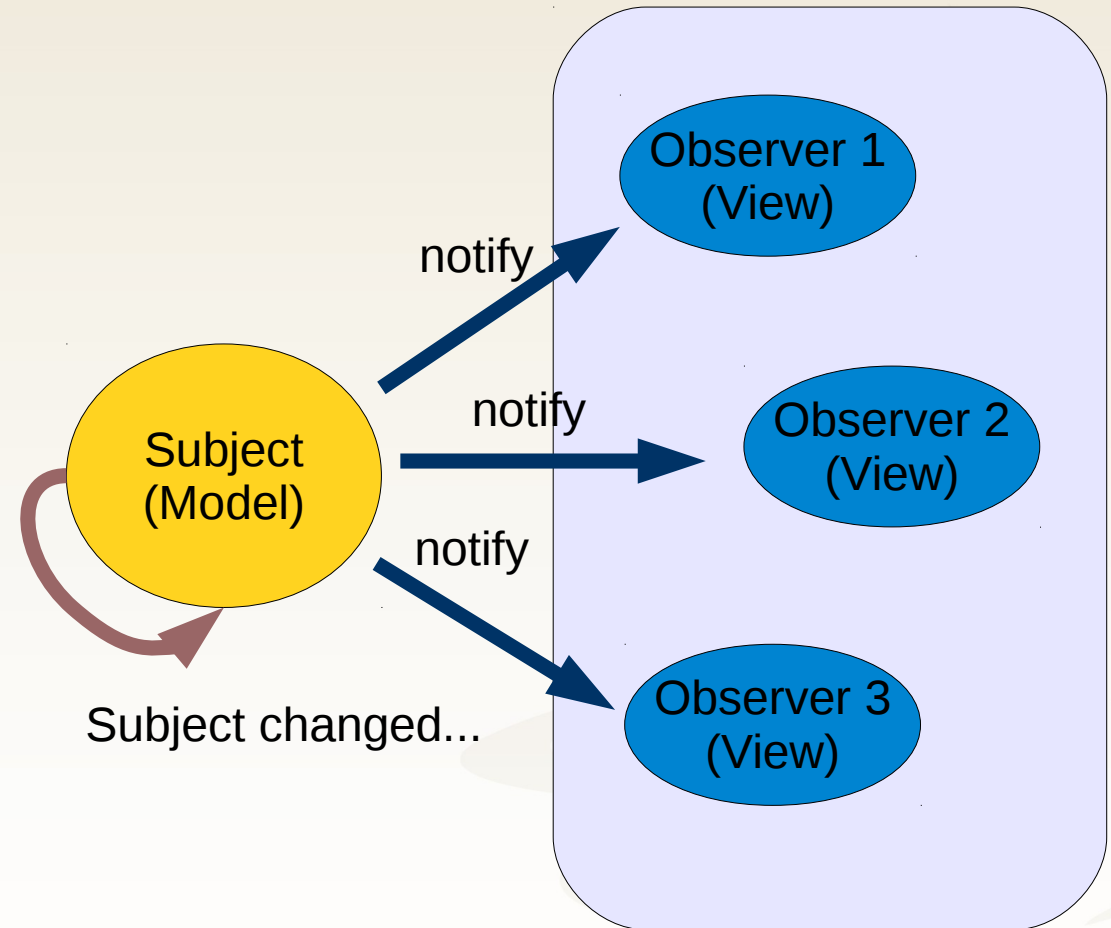 Observer 1
(View)
notify
notify
Observer 2
(View)
Subject
(Model)
notify
Observer 3
(View)
Subject changed...